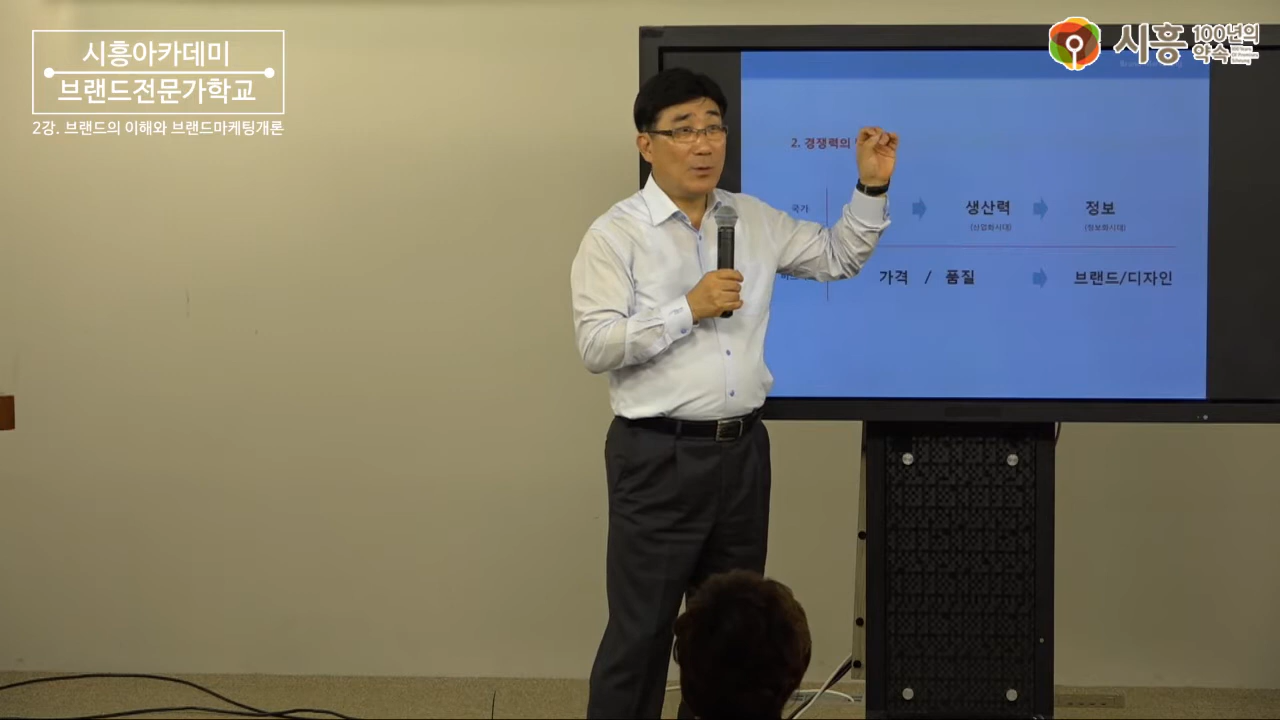 시흥아카데미
브랜드전문가학교
2강. 브랜드의 이해와 브랜드마케팅개론
시흥 100년의 약속
2. 경쟁력의
국가 생산력 정보
(산업화시대) (정보화시대)
가격 / 품질 브랜드/디자인